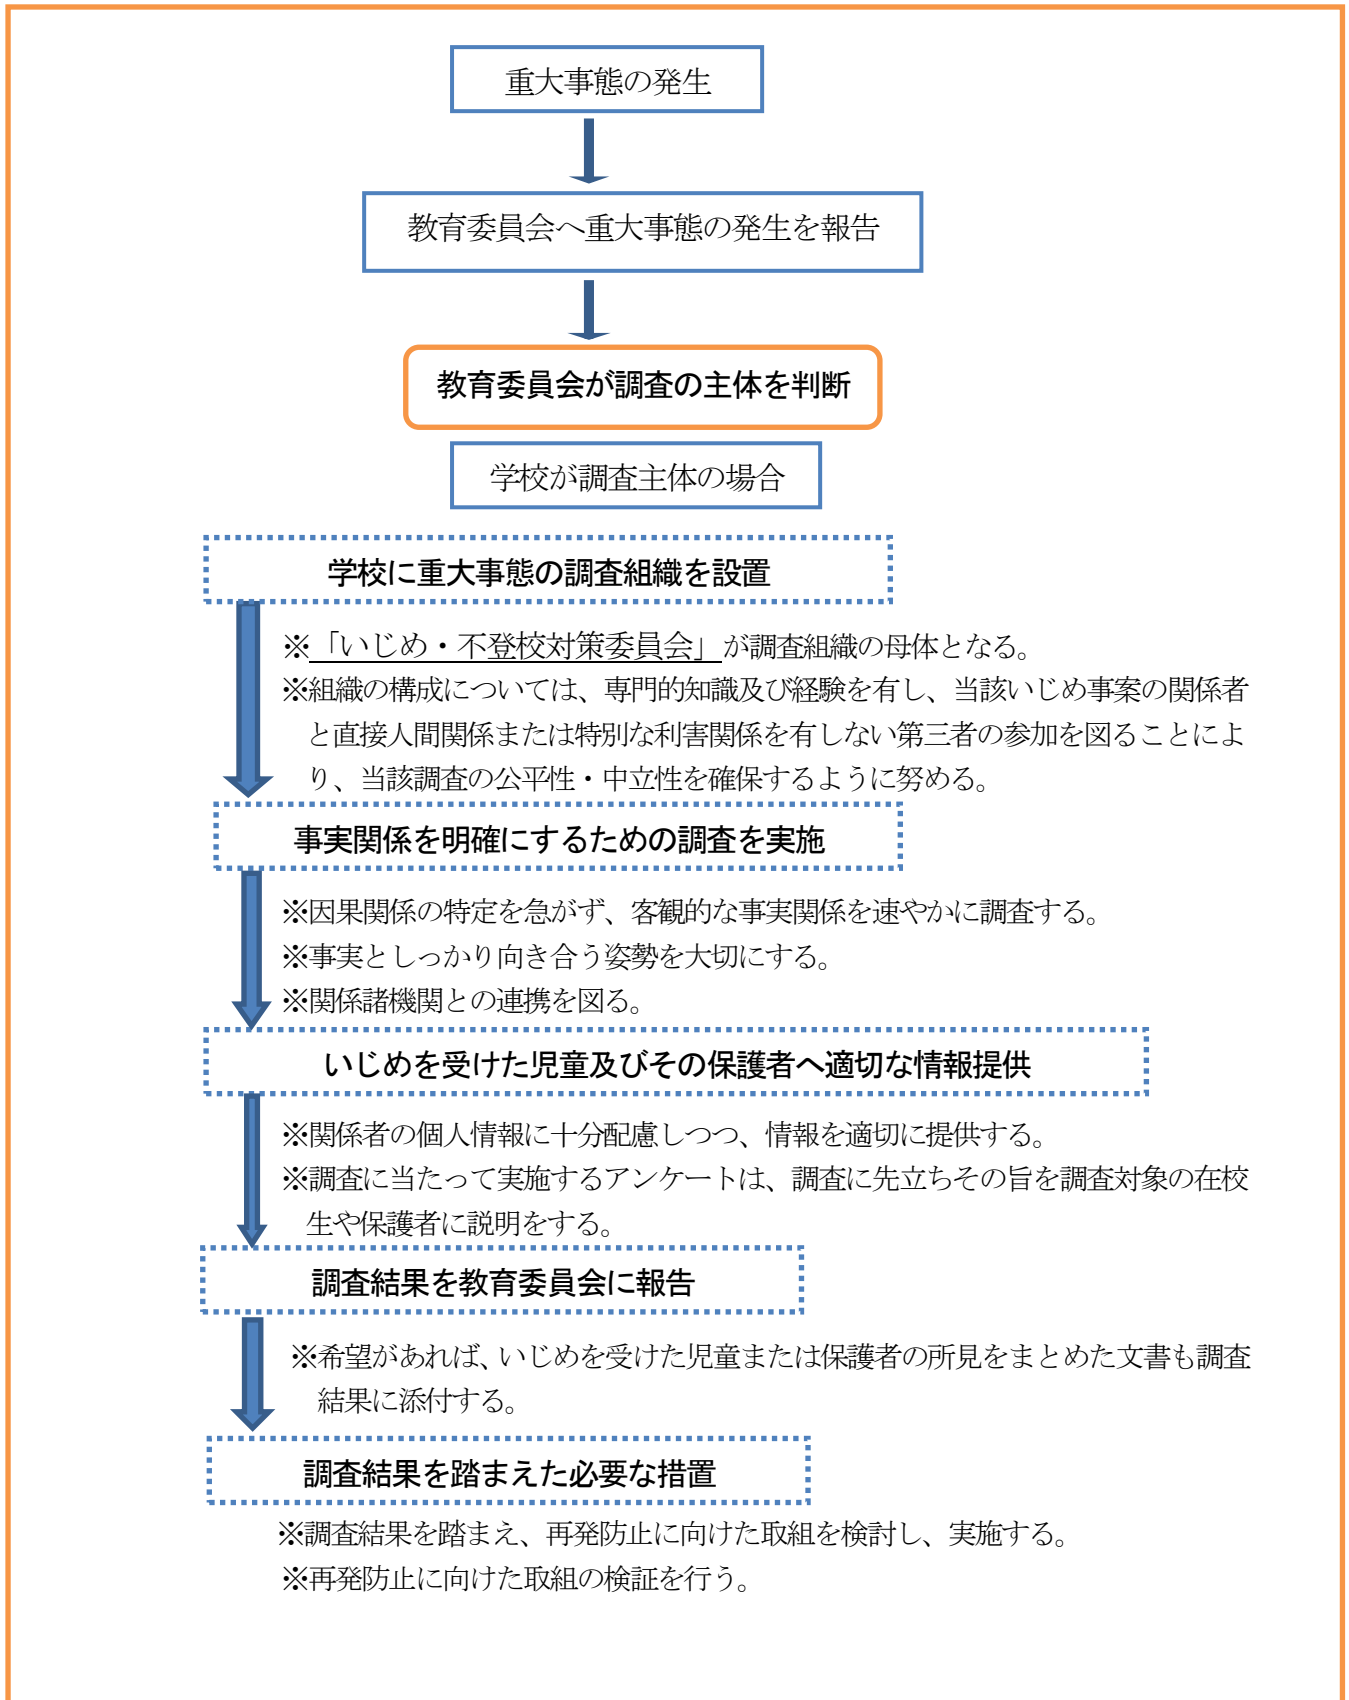 重大事態の発生
教育委員会へ重大事態の発生を報告
教育委員会が調査の主体を判断
学校が調査主体の場合
学校に重大事態の調査組織を設置
※「いじめ・不登校対策委員会」が調査組織の母体となる。
※組織の構成については、専門的知識及び経験を有し、当該いじめ事案の関係者
と直接人間関係または特別な利害関係を有しない第三者の参加を図ることによ
り、当該調査の公平性・中立性を確保するように努める。
事実関係を明確にするための調査を実施
※因果関係の特定を急がず、客観的な事実関係を速やかに調査する。
※事実としっかり向き合う姿勢を大切にする。
※関係諸機関との連携を図る。
いじめを受けた児童及びその保護者へ適切な情報提供
※関係者の個人情報に十分配慮しつつ、情報を適切に提供する。
※調査に当たって実施するアンケートは、調査に先立ちその旨を調査対象の在校
生や保護者に説明をする。
調査結果を教育委員会に報告
※希望があれば、いじめを受けた児童または保護者の所見をまとめた文書も調査
結果に添付する。
調査結果を踏まえた必要な措置
※調査結果を踏まえ、再発防止に向けた取組を検討し、実施する。
※再発防止に向けた取組の検証を行う。